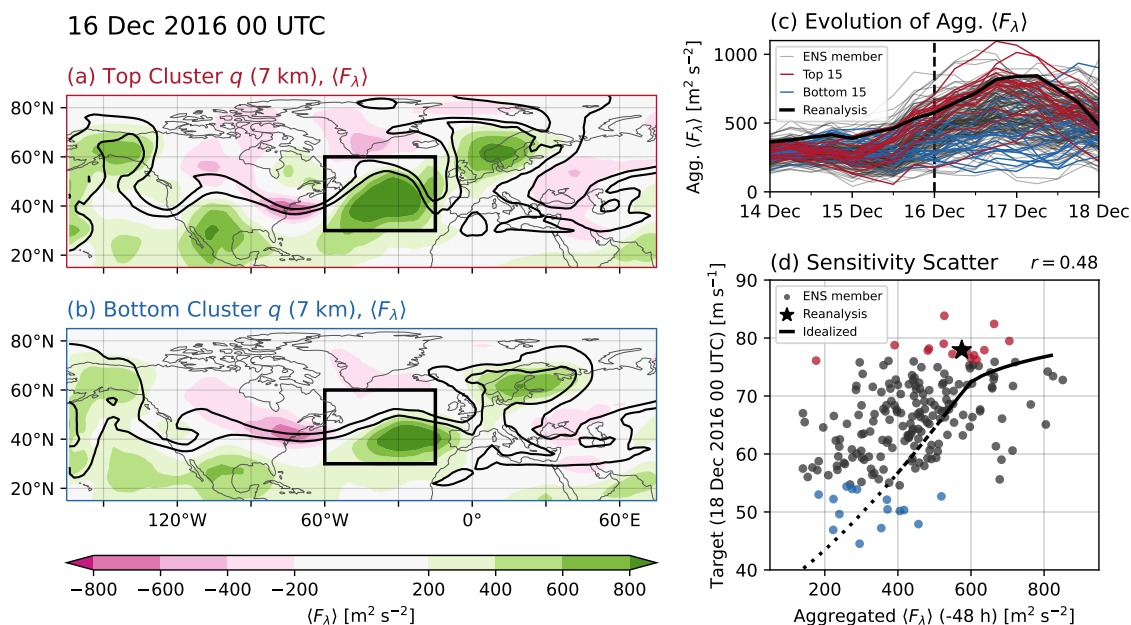 16 Dec 2016 00 UTC
(a) Top Cluster q (7 km), ⟨Fλ⟩
80°N
60°N
40°N
20°N
(b) Bottom Cluster q (7 km), ⟨Fλ⟩
80°N
60°N
40°N
20°N
120°W 60°W 0° 60°E
−800 −600 −400 −200 200 400 600 800
⟨Fλ⟩ [m² s⁻²]
(c) Evolution of Agg. ⟨Fλ⟩
Agg. ⟨Fλ⟩ [m² s⁻²]
1000
500
0
ENS member
Top 15
Bottom 15
Reanalysis
14 Dec 15 Dec 16 Dec 17 Dec 18 Dec
(d) Sensitivity Scatter r = 0.48
Target (18 Dec 2016 00 UTC) [m s⁻¹]
90
80
70
60
50
40
ENS member
Reanalysis
Idealized
200 400 600 800
Aggregated ⟨Fλ⟩ (-48 h) [m² s⁻²]